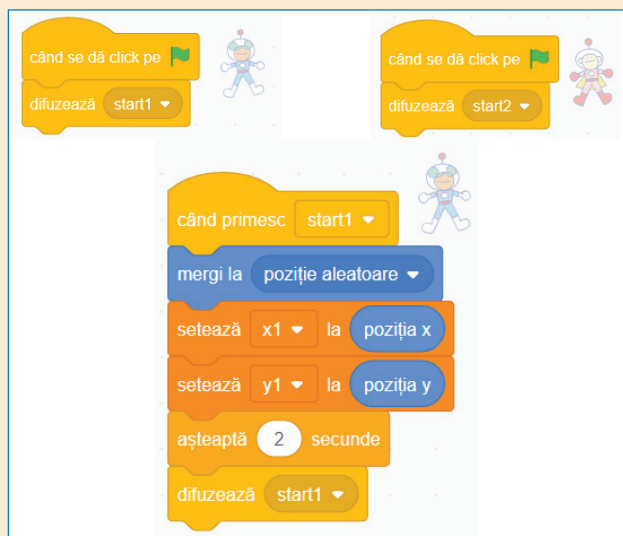 când se dă click pe
difuzează start1
când se dă click pe
difuzează start2
când primesc start1
mergi la poziție aleatoare
setează x1 la poziția x
setează y1 la poziția y
așteaptă 2 secunde
difuzează start1